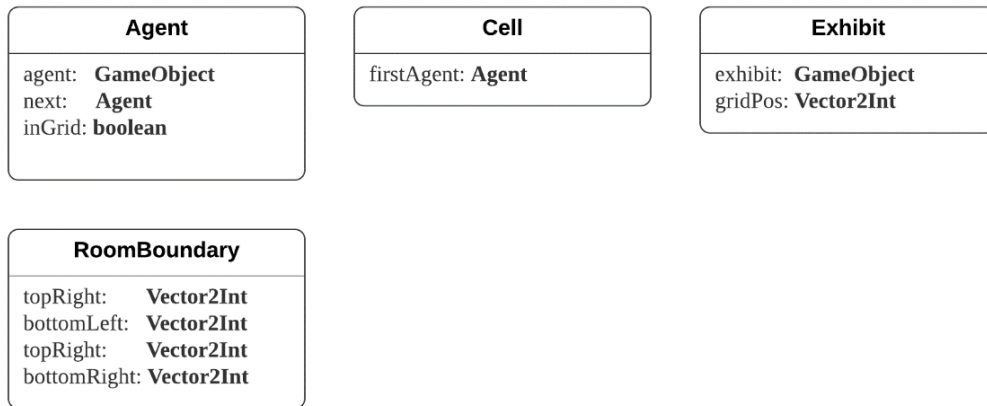 Agent
agent: GameObject
next: Agent
inGrid: boolean
Cell
firstAgent: Agent
Exhibit
exhibit: GameObject
gridPos: Vector2Int
RoomBoundary
topRight: Vector2Int
bottomLeft: Vector2Int
topRight: Vector2Int
bottomRight: Vector2Int